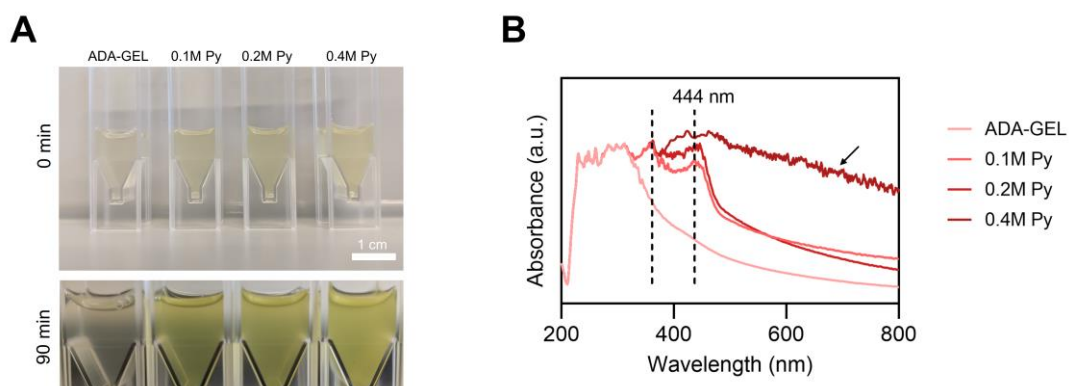 A
ADA-GEL 0.1M Py 0.2M Py 0.4M Py
0 min
1 cm
90 min
B
444 nm
Absorbance (a.u.)
200 400 600 800
Wavelength (nm)
ADA-GEL
0.1M Py
0.2M Py
0.4M Py